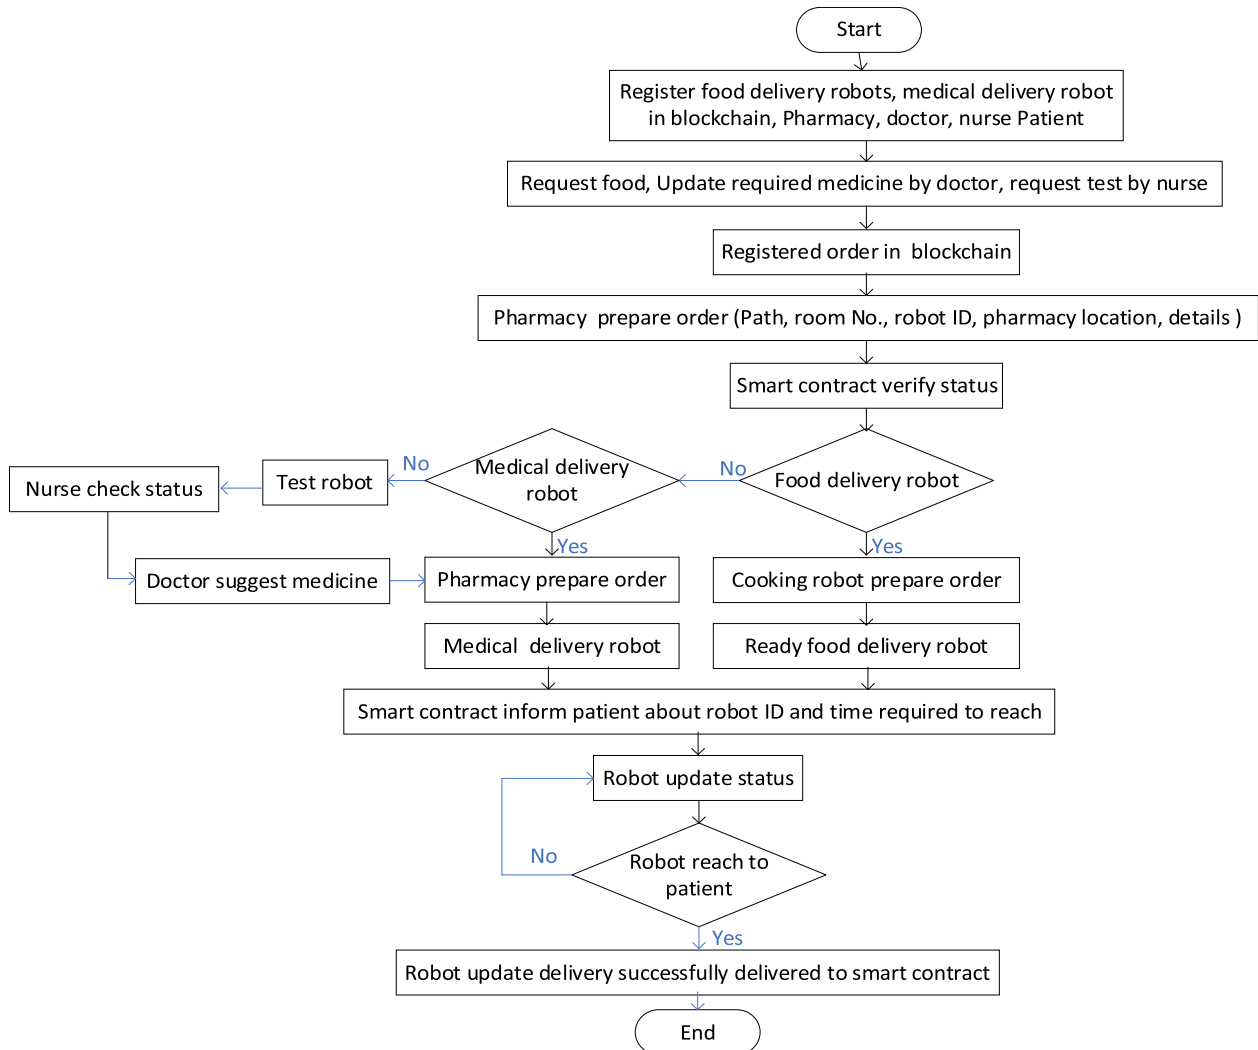 Start
Register food delivery robots, medical delivery robot
in blockchain, Pharmacy, doctor, nurse Patient
Request food, Update required medicine by doctor, request test by nurse
Registered order in  blockchain
Pharmacy  prepare order (Path, room No., robot ID, pharmacy location, details )
Smart contract verify status
Food delivery robot
No
Medical delivery
robot
No
Test robot
Nurse check status
Yes
Yes
Doctor suggest medicine
Pharmacy prepare order
Cooking robot prepare order
Medical  delivery robot
Ready food delivery robot
Smart contract inform patient about robot ID and time required to reach
Robot update status
Robot reach to
patient
No
Yes
Robot update delivery successfully delivered to smart contract
End